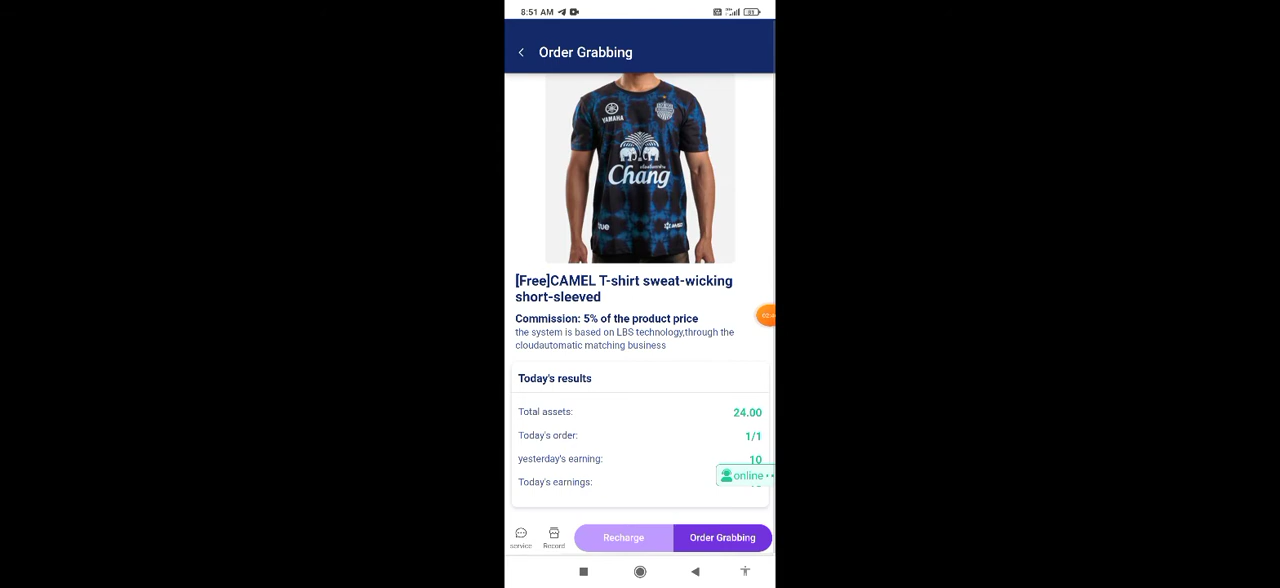 8:51 AM
Order Grabbing
YAMAHA
Chang
true
[Free]CAMEL T-shirt sweat-wicking
short-sleeved
Commission: 5% of the product price
the system is based on LBS technology,through the
cloudautomatic matching business
Today's results
Total assets: 24.00
Today's order: 1/1
yesterday's earning: 10
online
Today's earnings:
service Record Recharge Order Grabbing